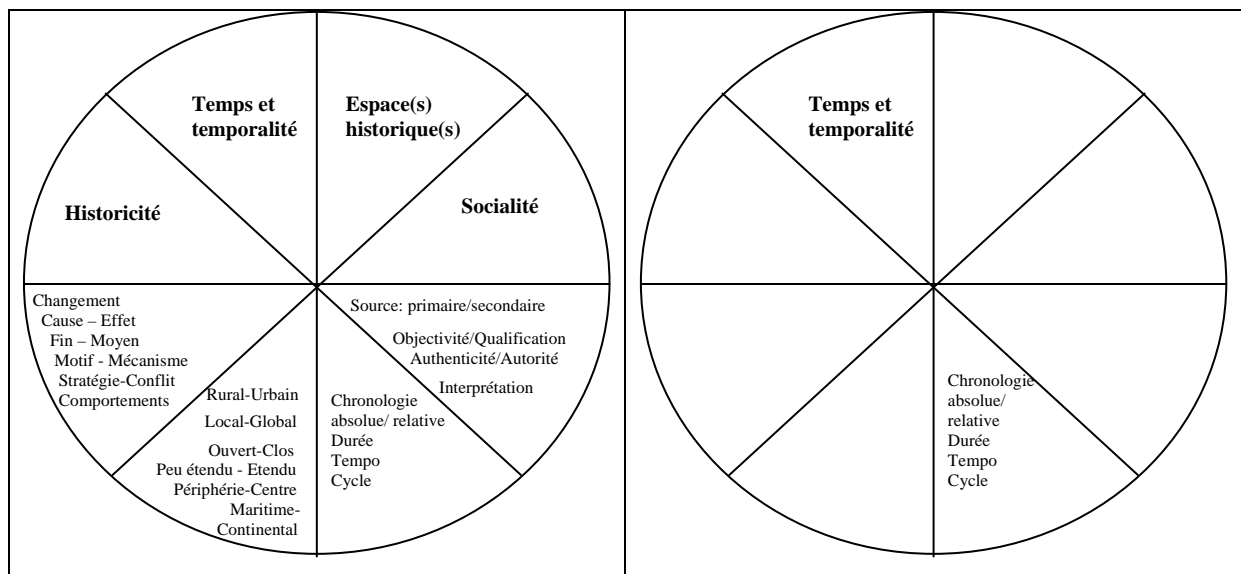 Temps et
temporalité
Espace(s)
historique(s)
Historicité
Socialité
Changement
Cause – Effet
Fin – Moyen
Motif - Mécanisme
Stratégie-Conflit
Comportements
Rural-Urbain
Local-Global
Ouvert-Clos
Peu étendu - Etendu
Périphérie-Centre
Maritime-
Continental
Chronologie
absolue/ relative
Durée
Tempo
Cycle
Source: primaire/secondaire
Objectivité/Qualification
Authenticité/Autorité
Interprétation
Temps et
temporalité
Chronologie
absolue/
relative
Durée
Tempo
Cycle